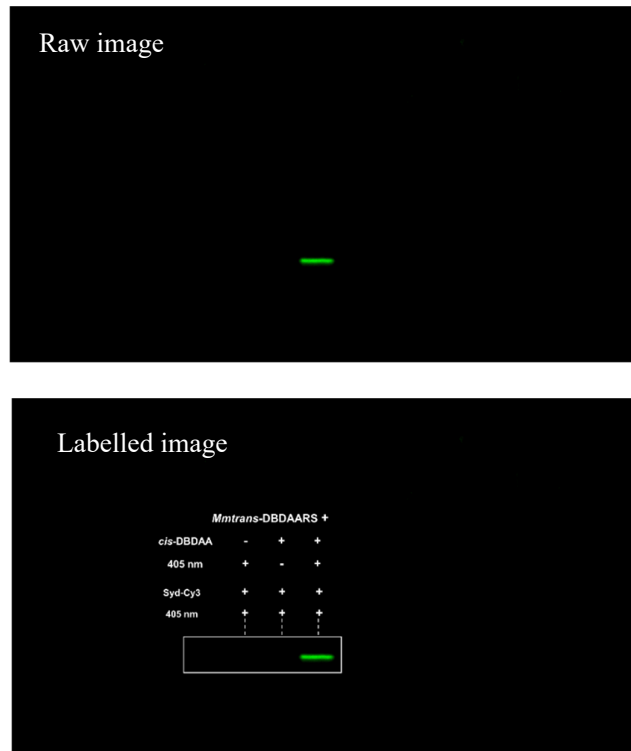 Raw image
Labelled image
Mmtrans-DBDAARS +
cis-DBDAA - + +
405 nm + - +
Syd-Cy3 + + +
405 nm + + +